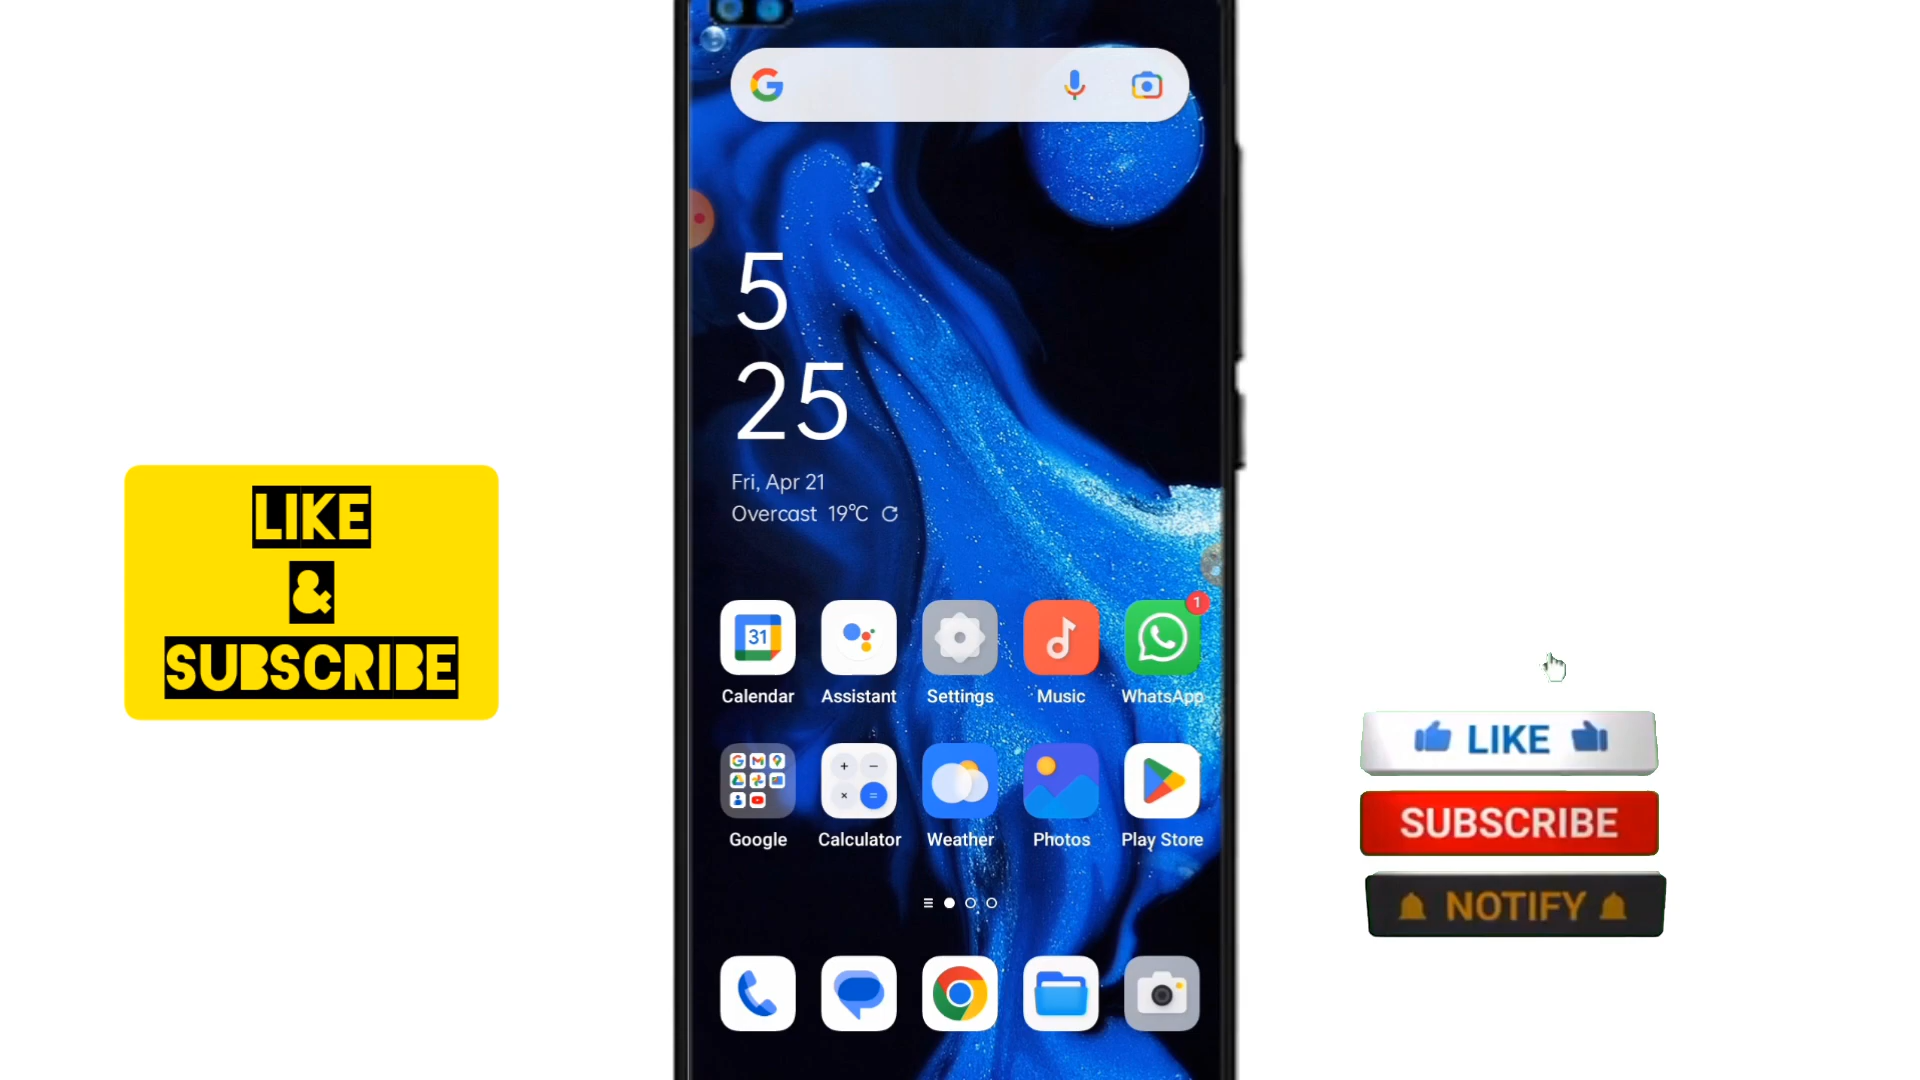 5
25
Fri, Apr 21
Overcast 19°C
31
1
Calendar
Assistant
Settings
Music
WhatsApp
Google
Calculator
Weather
Photos
Play Store
LIKE
&
SUBSCRIBE
LIKE
SUBSCRIBE
NOTIFY